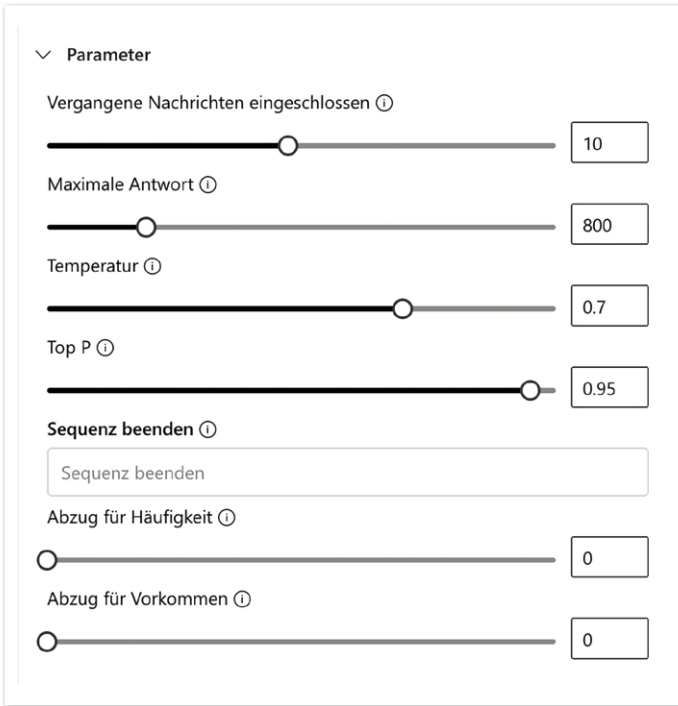 Parameter
Vergangene Nachrichten eingeschlossen
10
Maximale Antwort
800
Temperatur
0.7
Top P
0.95
Sequenz beenden
Sequenz beenden
Abzug für Häufigkeit
0
Abzug für Vorkommen
0